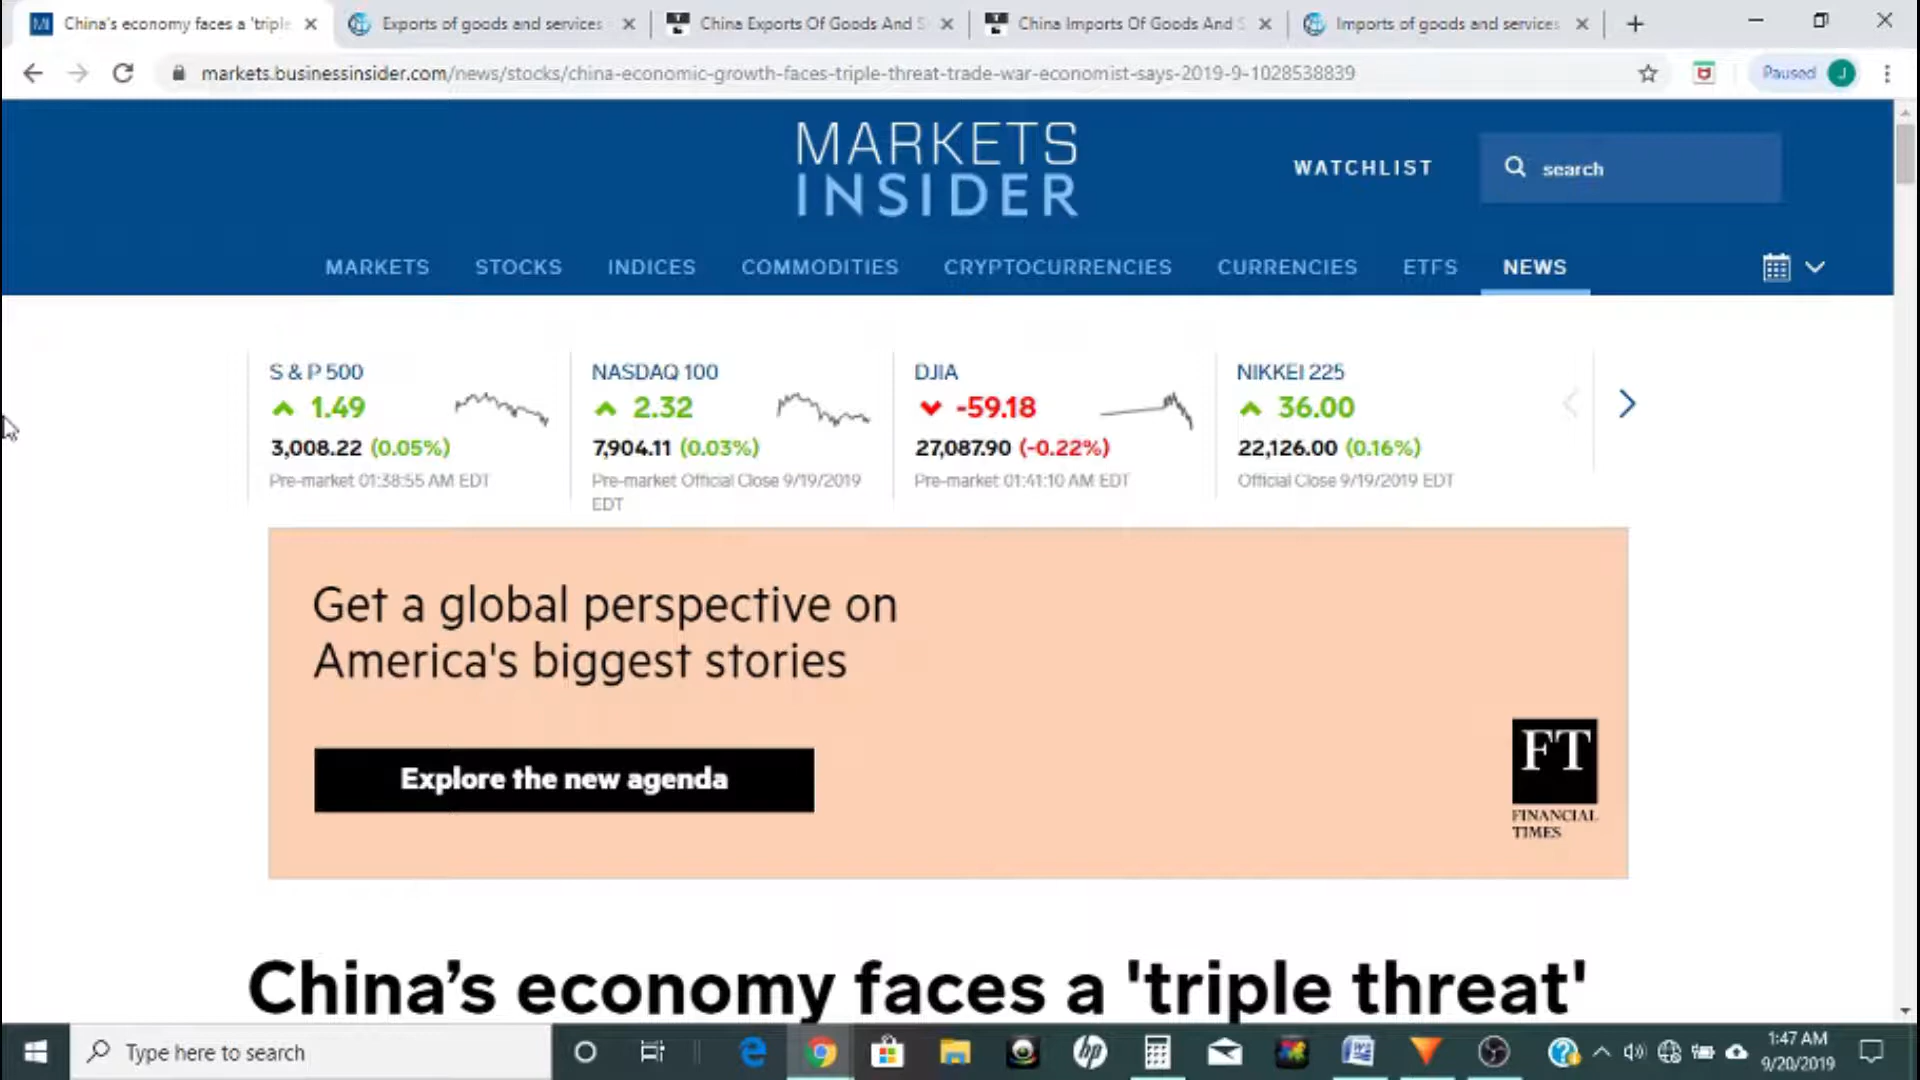 China's economy faces a 'triple
Exports of goods and services
China Exports Of Goods And S
China Imports Of Goods And S
Imports of goods and services
markets.businessinsider.com/news/stocks/china-economic-growth-faces-triple-threat-trade-war-economist-says-2019-9-1028538839
Paused J
MARKETS
INSIDER
WATCHLIST
search
MARKETS STOCKS INDICES COMMODITIES CRYPTOCURRENCIES CURRENCIES ETFS NEWS
S & P 500
1.49
3,008.22 (0.05%)
Pre-market 01:38:55 AM EDT
NASDAQ 100
2.32
7,904.11 (0.03%)
Pre-market Official Close 9/19/2019
EDT
DJIA
-59.18
27,087.90 (-0.22%)
Pre-market 01:41:10 AM EDT
NIKKEI 225
36.00
22,126.00 (0.16%)
Official Close 9/19/2019 EDT
Get a global perspective on
America's biggest stories
Explore the new agenda
FT
FINANCIAL
TIMES
China's economy faces a 'triple threat'
Type here to search
1:47 AM
9/20/2019